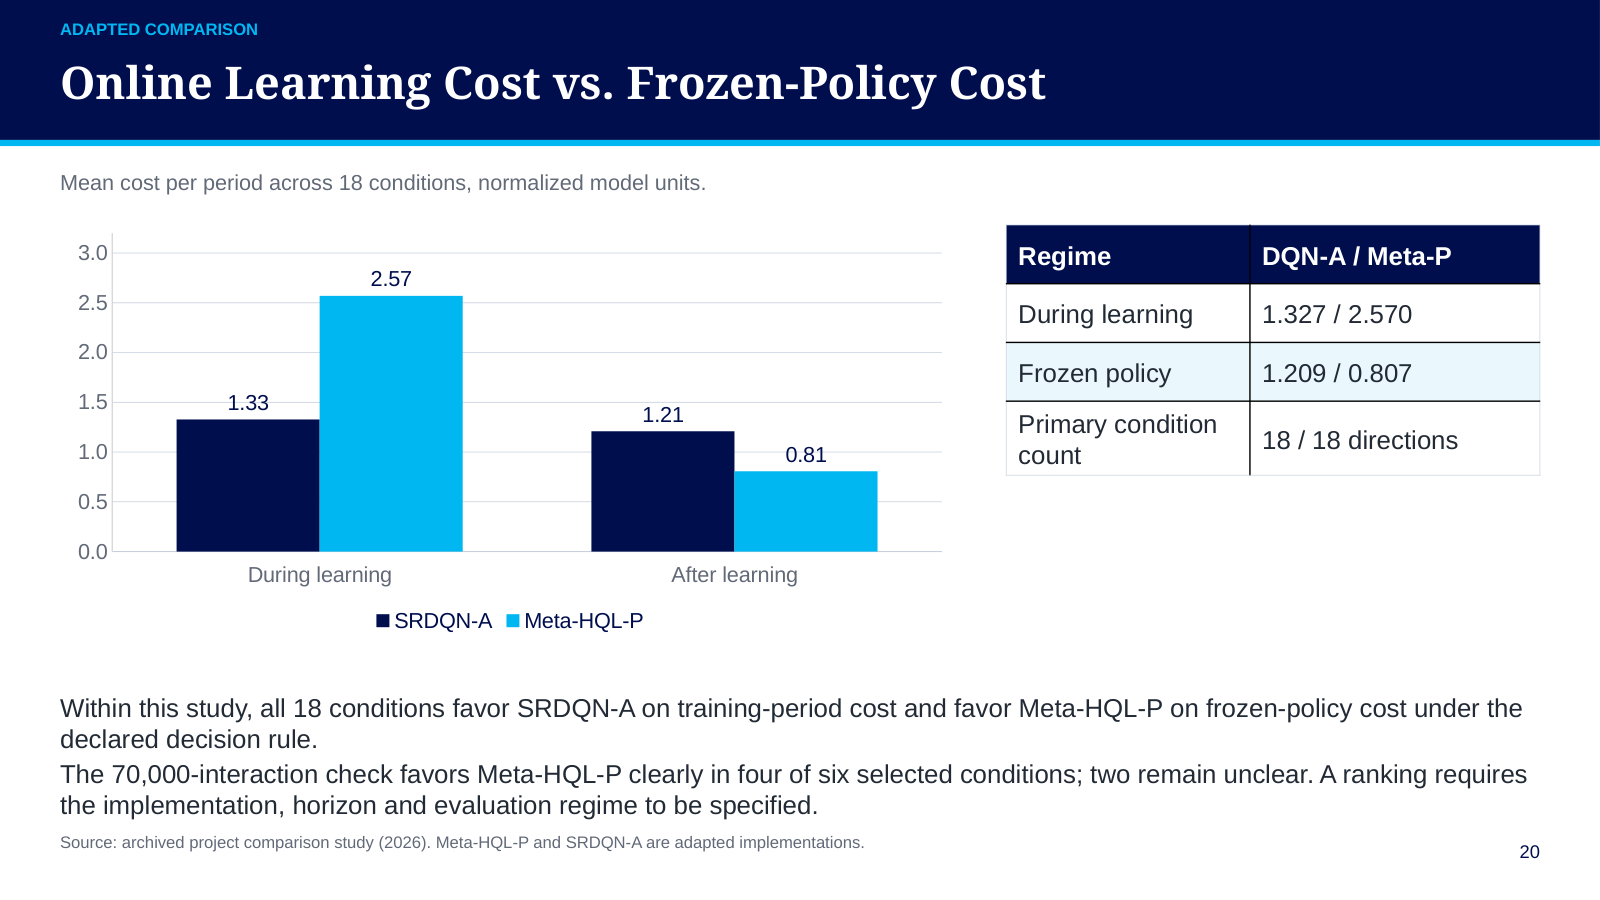 ADAPTED COMPARISON
Online Learning Cost vs. Frozen-Policy Cost
Mean cost per period across 18 conditions, normalized model units.
3.0
2.5
2.0
1.5
1.0
0.5
0.0
1.33
2.57
1.21
0.81
During learning
After learning
SRDQN-A
Meta-HQL-P
Regime
DQN-A / Meta-P
During learning
1.327 / 2.570
Frozen policy
1.209 / 0.807
Primary condition
count
18 / 18 directions
Within this study, all 18 conditions favor SRDQN-A on training-period cost and favor Meta-HQL-P on frozen-policy cost under the
declared decision rule.
The 70,000-interaction check favors Meta-HQL-P clearly in four of six selected conditions; two remain unclear. A ranking requires
the implementation, horizon and evaluation regime to be specified.
Source: archived project comparison study (2026). Meta-HQL-P and SRDQN-A are adapted implementations.
20